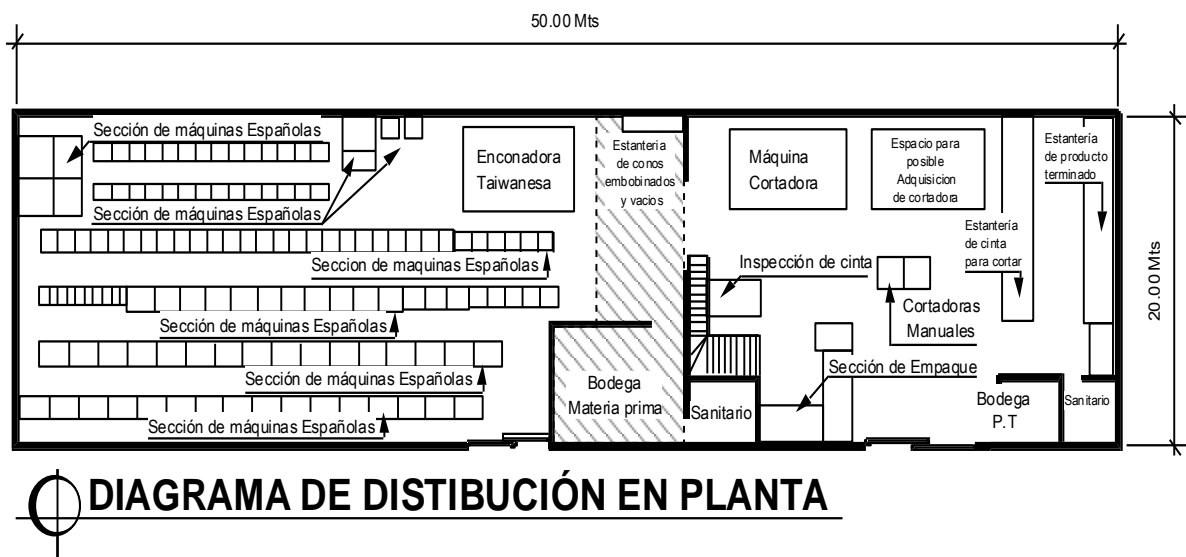 50.00 Mts
Sección de máquinas Españolas
Sección de máquinas Españolas
Seccion de maquinas Españolas
Sección de máquinas Españolas
Sección de máquinas Españolas
Sección de máquinas Españolas
Enconadora
Taiwanesa
Estanteria
de conos
embobinados
y vacios
Bodega
Materia prima
Máquina
Cortadora
Espacio para
posible
Adquisicion
de cortadora
Estantería
de producto
terminado
Estantería
de cinta
para cortar
Inspección de cinta
Cortadoras
Manuales
Sección de Empaque
Sanitario
Bodega
P.T
Sanitario
20.00 Mts
DIAGRAMA DE DISTIBUCIÓN EN PLANTA